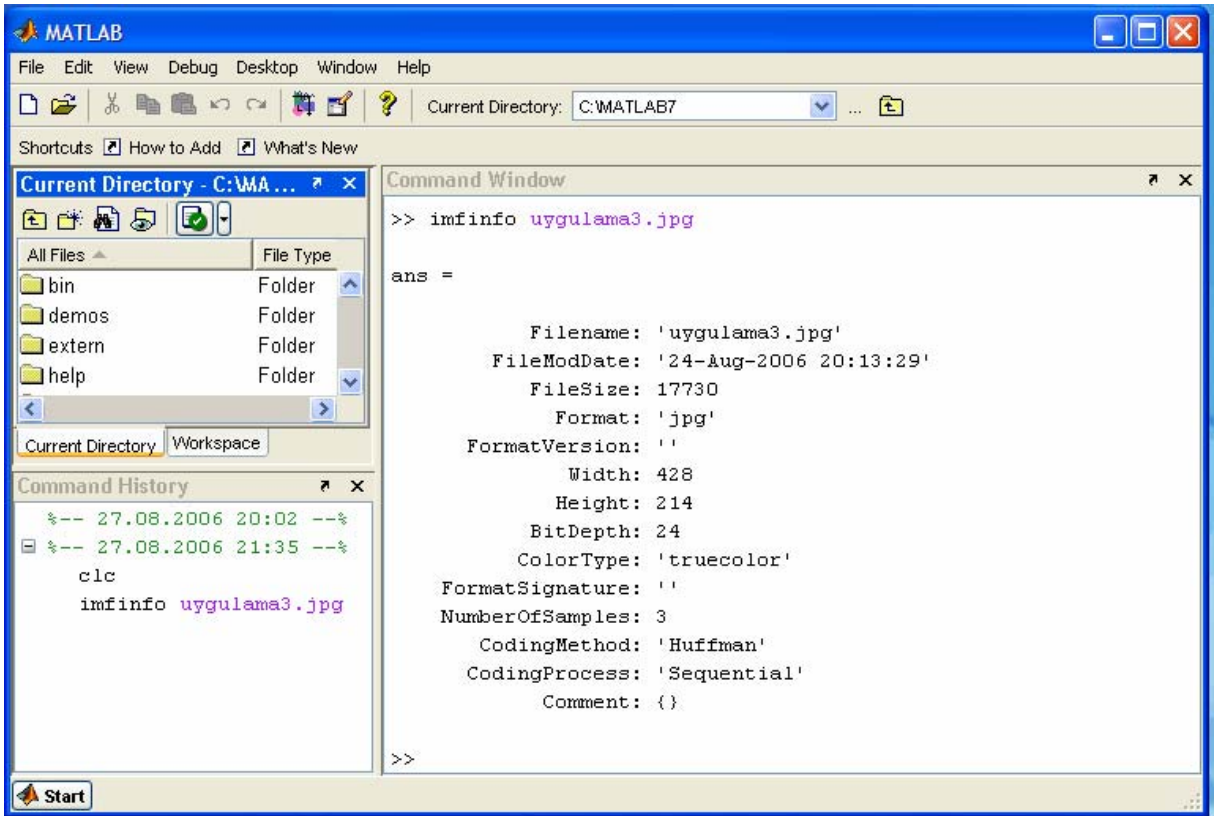 MATLAB
File Edit View Debug Desktop Window Help
Current Directory: C:\MATLAB7 ...
Shortcuts How to Add What's New
Current Directory - C:\MA...
All Files File Type
bin Folder
demos Folder
extern Folder
help Folder
Current Directory Workspace
Command History
%-- 27.08.2006 20:02 --%
%-- 27.08.2006 21:35 --%
clc
imfinfo uygulama3.jpg
Command Window
>> imfinfo uygulama3.jpg
ans =
Filename: 'uygulama3.jpg'
FileModDate: '24-Aug-2006 20:13:29'
FileSize: 17730
Format: 'jpg'
FormatVersion: ''
Width: 428
Height: 214
BitDepth: 24
ColorType: 'truecolor'
FormatSignature: ''
NumberOfSamples: 3
CodingMethod: 'Huffman'
CodingProcess: 'Sequential'
Comment: {}
>>
Start